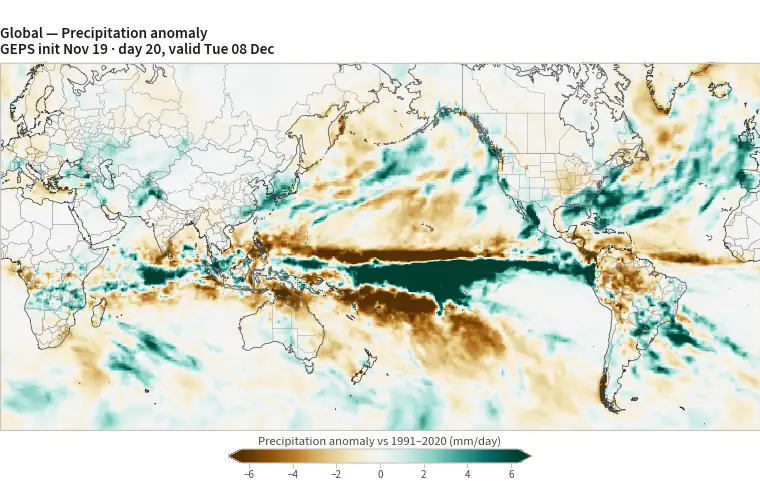 Global — Precipitation anomaly
GEPS init Nov 19 · day 20, valid Tue 08 Dec
Precipitation anomaly vs 1991–2020 (mm/day)
−6 −4 −2 0 2 4 6